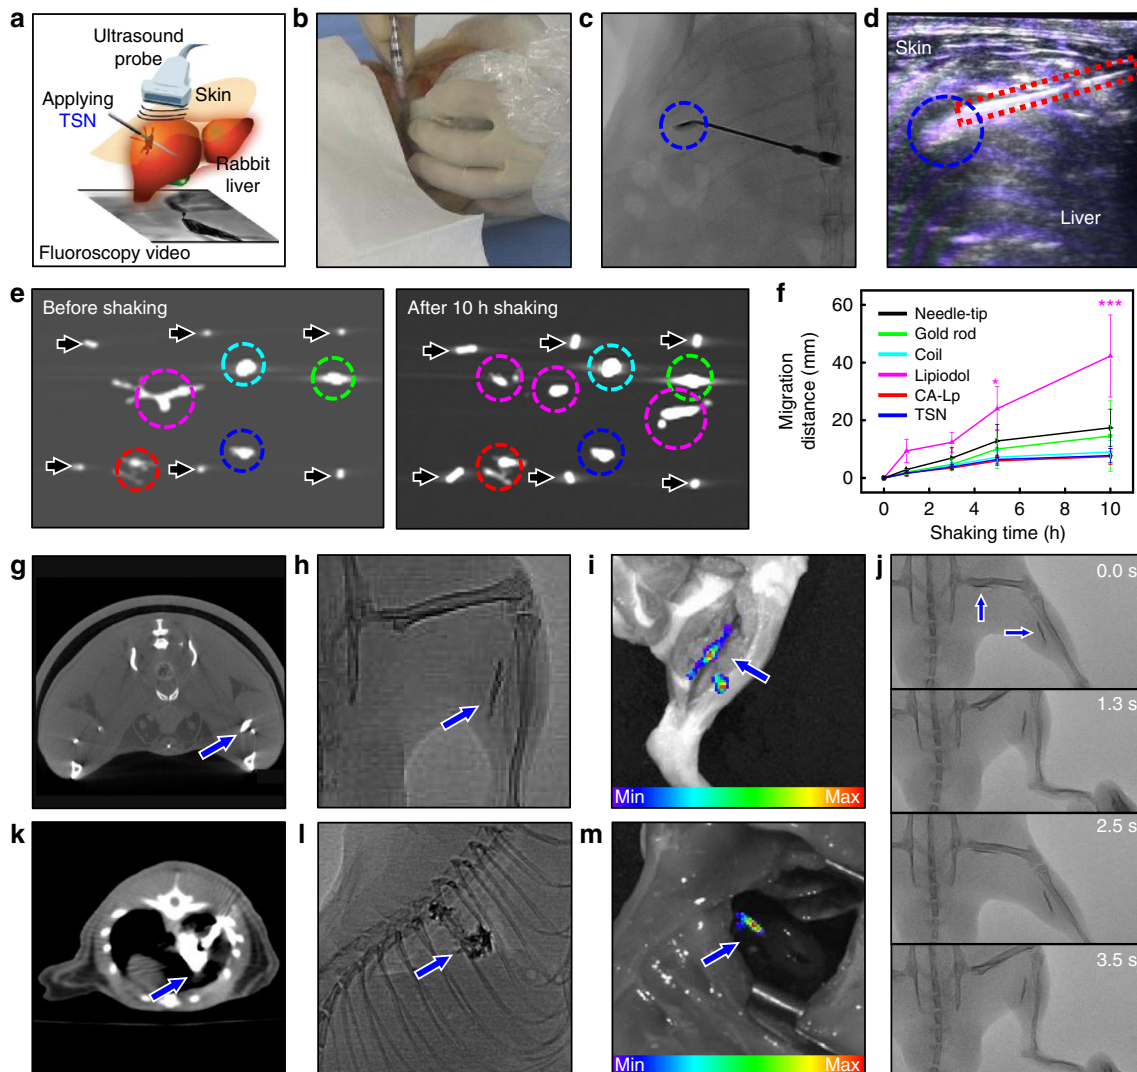 a
Ultrasound
probe
Skin
Applying
TSN
Rabbit
liver
Fluoroscopy video
b
c
d
Skin
Liver
e
Before shaking
After 10 h shaking
f
60
40
20
0
Migration
distance (mm)
Needle-tip
Gold rod
Coil
Lipiodol
CA-Lp
TSN
*
***
0 2 4 6 8 10
Shaking time (h)
g
h
i
Min Max
j
0.0 s
1.3 s
2.5 s
3.5 s
k
l
m
Min Max